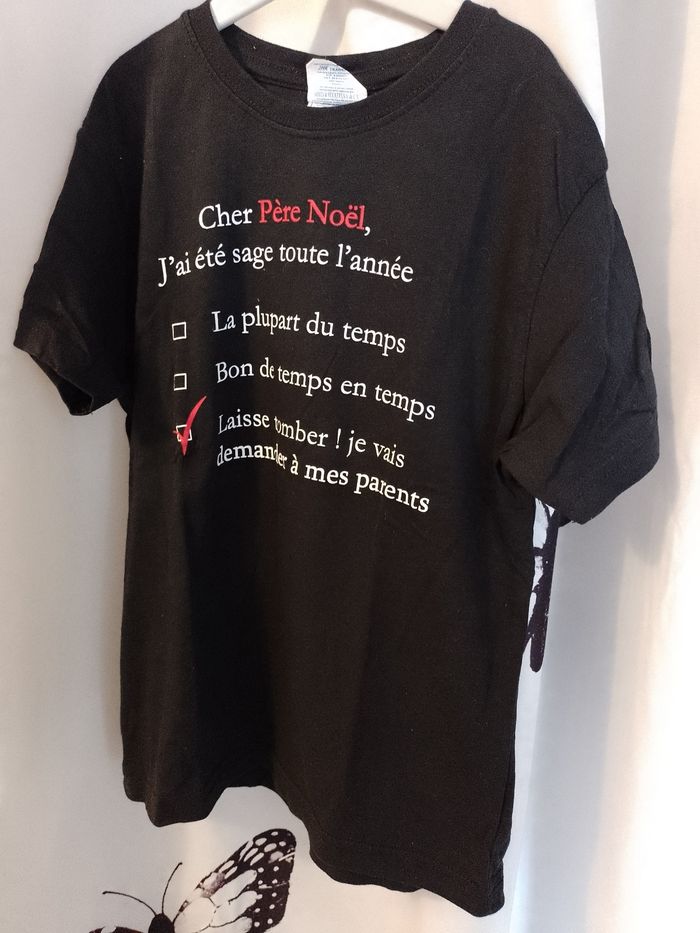 Cher Père Noël,
J'ai été sage toute l'année
La plupart du temps
Bon de temps en temps
Laisse tomber ! je vais
demander à mes parents